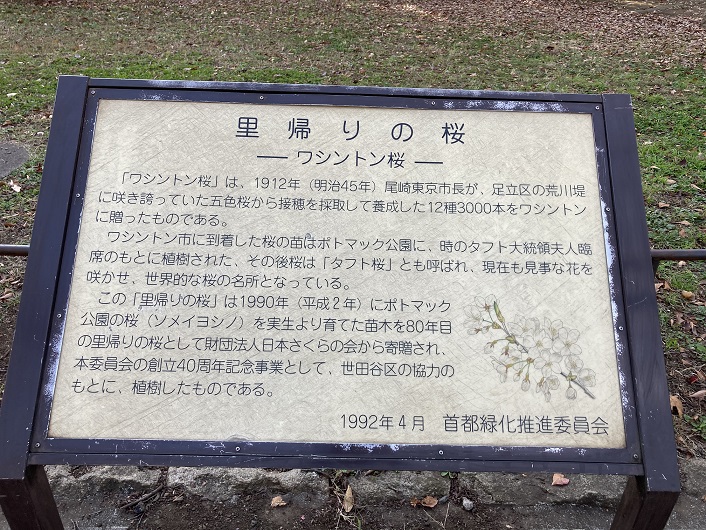 里帰りの桜
― ワシントン桜 ―
「ワシントン桜」は、1912年（明治45年）尾崎東京市長が、足立区の荒川堤
に咲き誇っていた五色桜から接穂を採取して養成した12種3000本をワシントン
に贈ったものである。
ワシントン市に到着した桜の苗はポトマック公園に、時のタフト大統領夫人臨
席のもとに植樹された、その後桜は「タフト桜」とも呼ばれ、現在も見事な花を
咲かせ、世界的な桜の名所となっている。
この「里帰りの桜」は1990年（平成2年）にポトマック
公園の桜（ソメイヨシノ）を実生より育てた苗木を80年目
の里帰りの桜として財団法人日本さくらの会から寄贈され、
本委員会の創立40周年記念事業として、世田谷区の協力の
もとに、植樹したものである。
1992年4月　首都緑化推進委員会